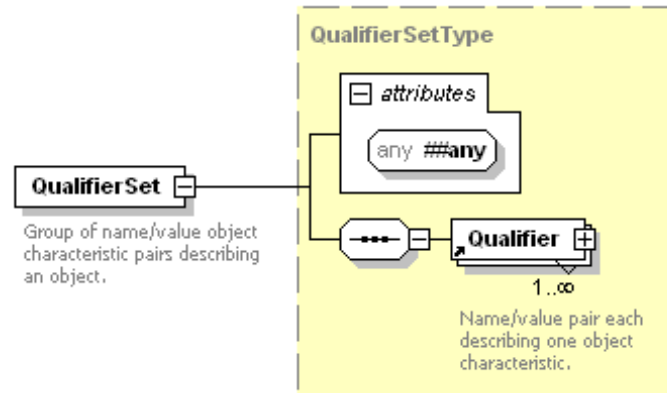 QualifierSetType
attributes
any ##any
QualifierSet
Group of name/value object
characteristic pairs describing
an object.
Qualifier
1..∞
Name/value pair each
describing one object
characteristic.